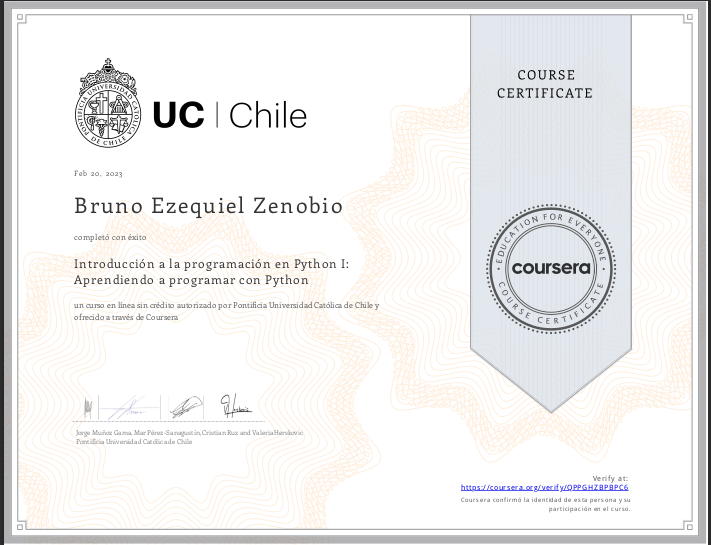 COURSE
CERTIFICATE
PONTIFICIA UNIVERSIDAD CATOLICA DE CHILE
UC | Chile
Feb 20, 2023
Bruno Ezequiel Zenobio
completó con éxito
Introducción a la programación en Python I:
Aprendiendo a programar con Python
un curso en línea sin crédito autorizado por Pontificia Universidad Católica de Chile y
ofrecido a través de Coursera
EDUCATION FOR EVERYONE
coursera
COURSE CERTIFICATE
Jorge Muñoz Gama, Mar Pérez-Sanagustín, Cristian Ruz and Valeria Herskovic
Pontificia Universidad Católica de Chile
Verify at:
https://coursera.org/verify/QPPGHZBPBPC6
Coursera confirmó la identidad de esta persona y su
participación en el curso.